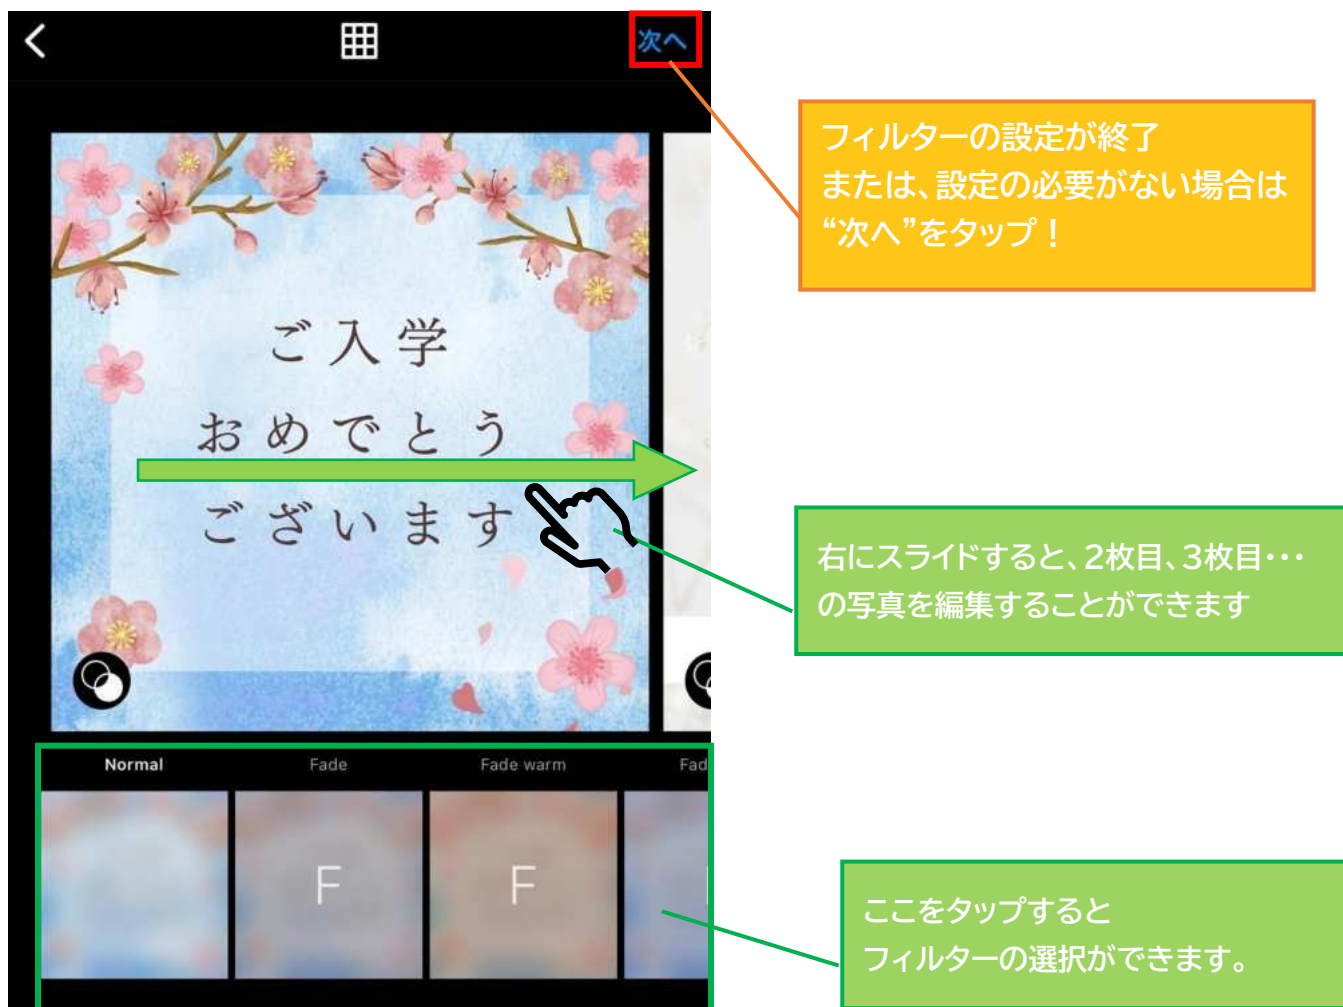 次へ
フィルターの設定が終了
または、設定の必要がない場合は
“次へ”をタップ！
ご入学
おめでとう
ございます
右にスライドすると、2枚目、3枚目・・・
の写真を編集することができます
Normal
Fade
Fade warm
Fad
F
F
ここをタップすると
フィルターの選択ができます。